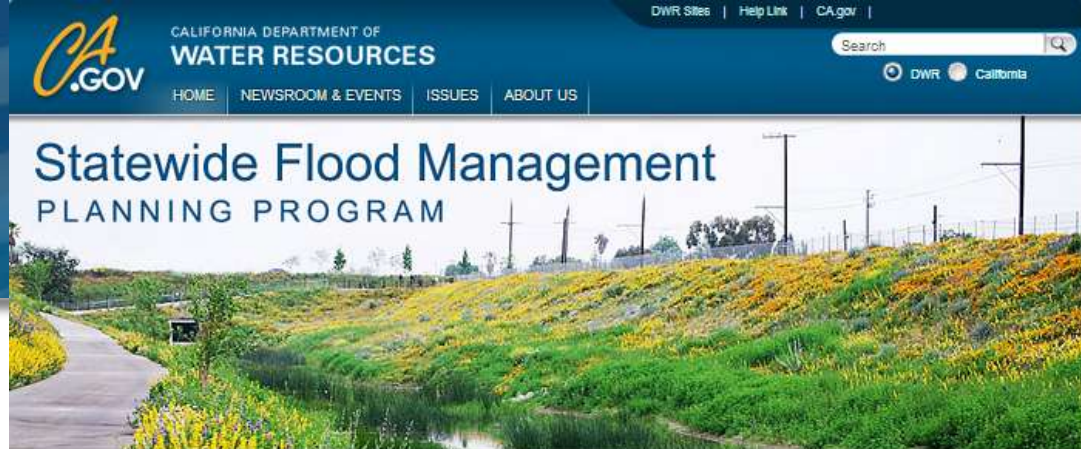 DWR Sites | Help Link | CA.gov |
CA.GOV
CALIFORNIA DEPARTMENT OF
WATER RESOURCES
Search
DWR California
HOME NEWSROOM & EVENTS ISSUES ABOUT US
Statewide Flood Management
PLANNING PROGRAM